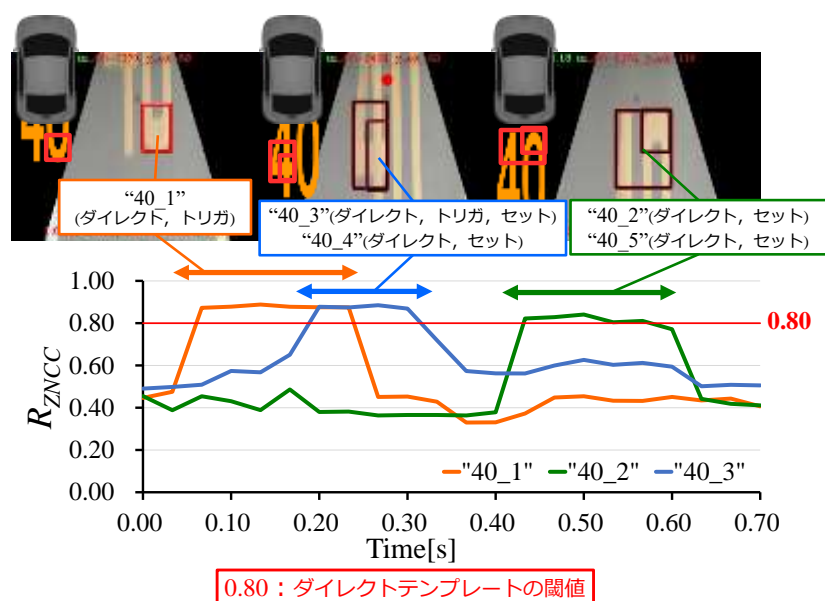 “40_1”
(ダイレクト，トリガ)
“40_3”(ダイレクト，トリガ，セット)
“40_4”(ダイレクト，セット)
“40_2”(ダイレクト，セット)
“40_5”(ダイレクト，セット)
1.00
0.80
0.60
0.40
0.20
0.00
R_ZNCC
0.80
"40_1"
"40_2"
"40_3"
0.00 0.10 0.20 0.30 0.40 0.50 0.60 0.70
Time[s]
0.80：ダイレクトテンプレートの閾値